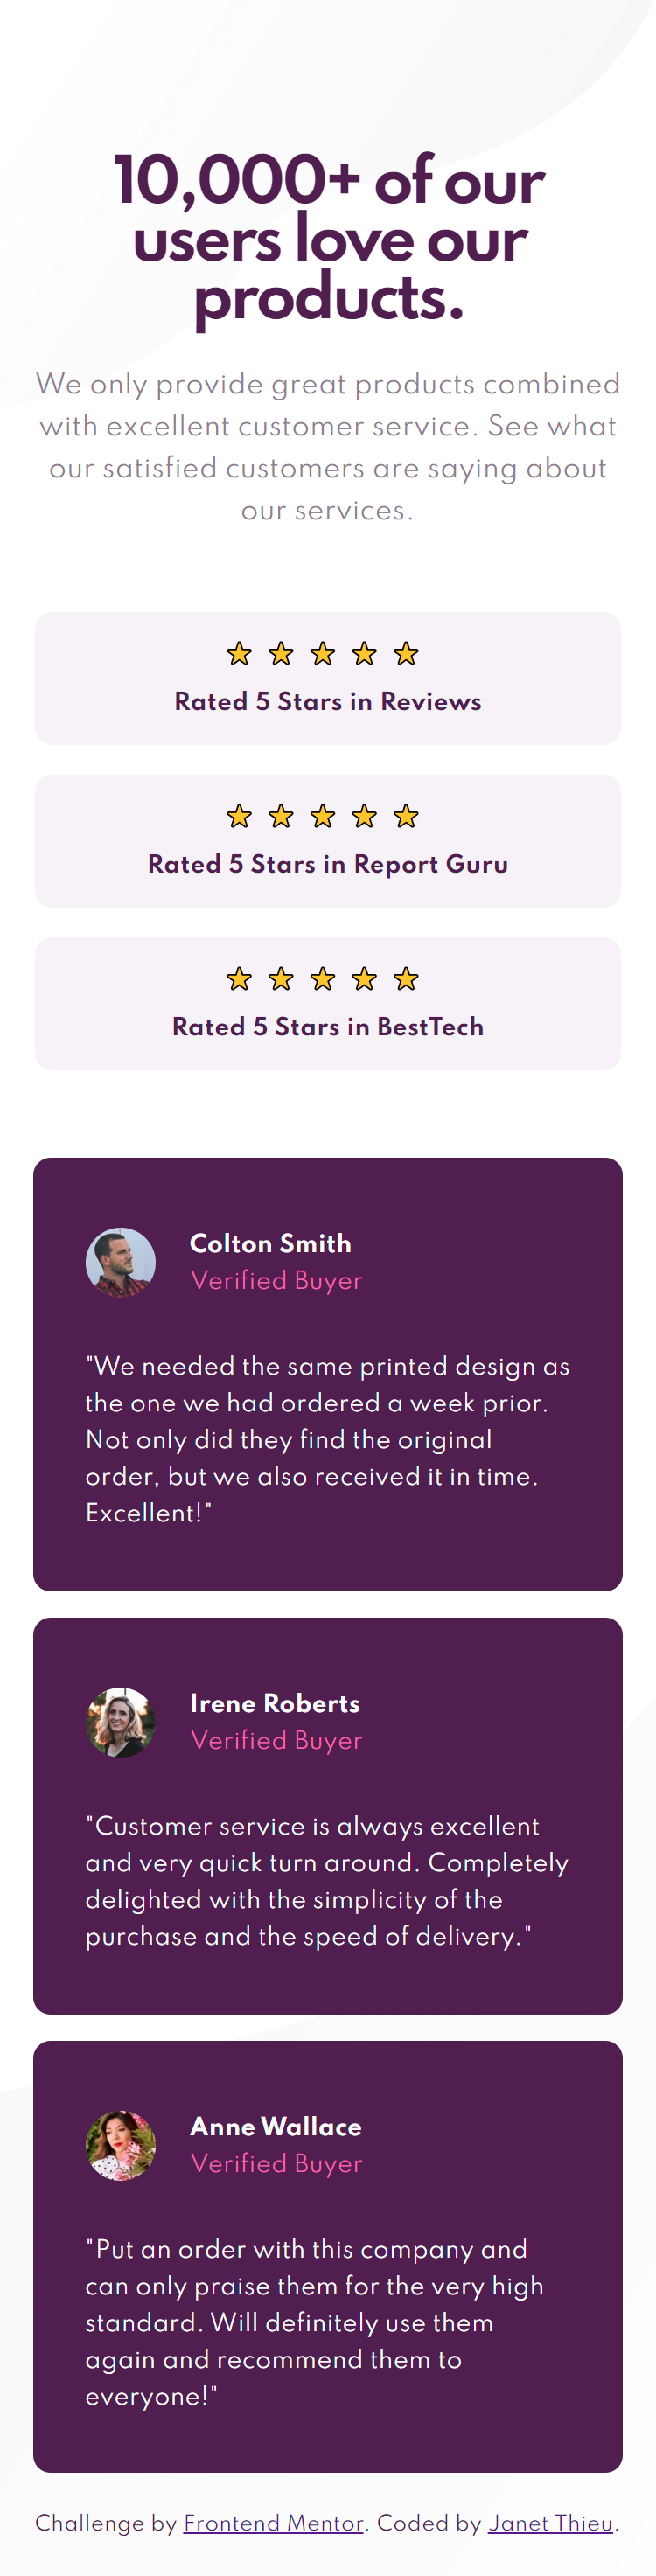 10,000+ of our
users love our
products.
We only provide great products combined
with excellent customer service. See what
our satisfied customers are saying about
our services.
Rated 5 Stars in Reviews
Rated 5 Stars in Report Guru
Rated 5 Stars in BestTech
Colton Smith
Verified Buyer
"We needed the same printed design as
the one we had ordered a week prior.
Not only did they find the original
order, but we also received it in time.
Excellent!"
Irene Roberts
Verified Buyer
"Customer service is always excellent
and very quick turn around. Completely
delighted with the simplicity of the
purchase and the speed of delivery."
Anne Wallace
Verified Buyer
"Put an order with this company and
can only praise them for the very high
standard. Will definitely use them
again and recommend them to
everyone!"
Challenge by Frontend Mentor. Coded by Janet Thieu.